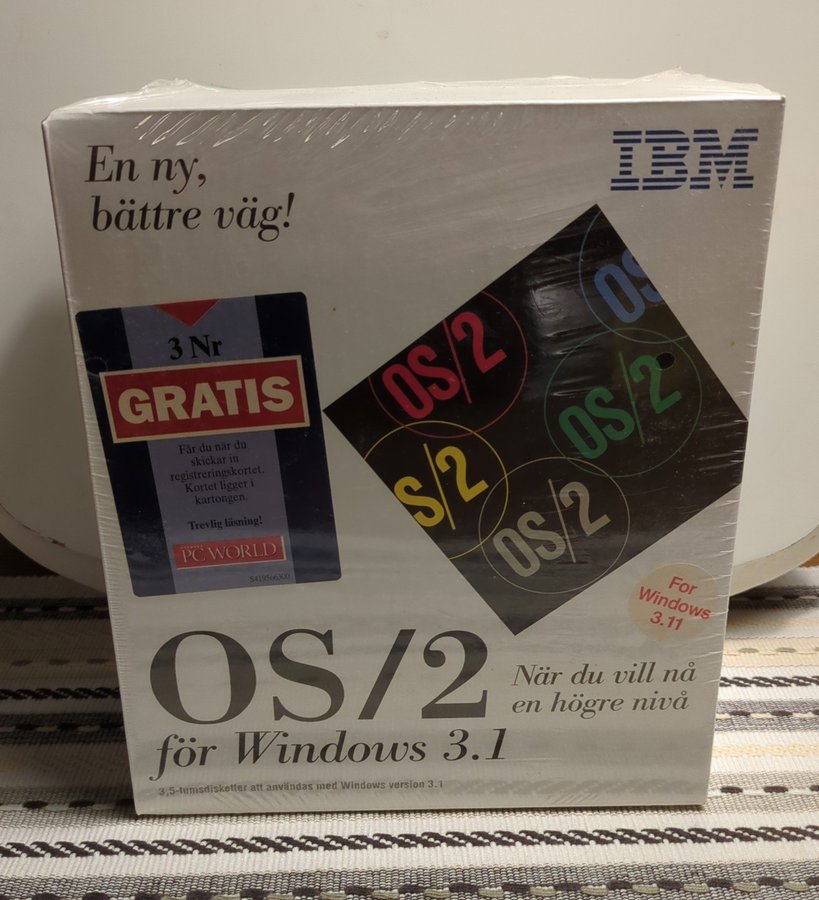 En ny,
bättre väg!
IBM
3 Nr
GRATIS
Får du när du
skickar in
registreringskortet.
Kortet ligger i
kartongen.
Trevlig läsning!
PC WORLD
S419566300
OS/2
OS
OS/2
S/2
OS/2
For
Windows
3.11
OS/2
för Windows 3.1
När du vill nå
en högre nivå
3,5-tumsdisketter att användas med Windows version 3.1